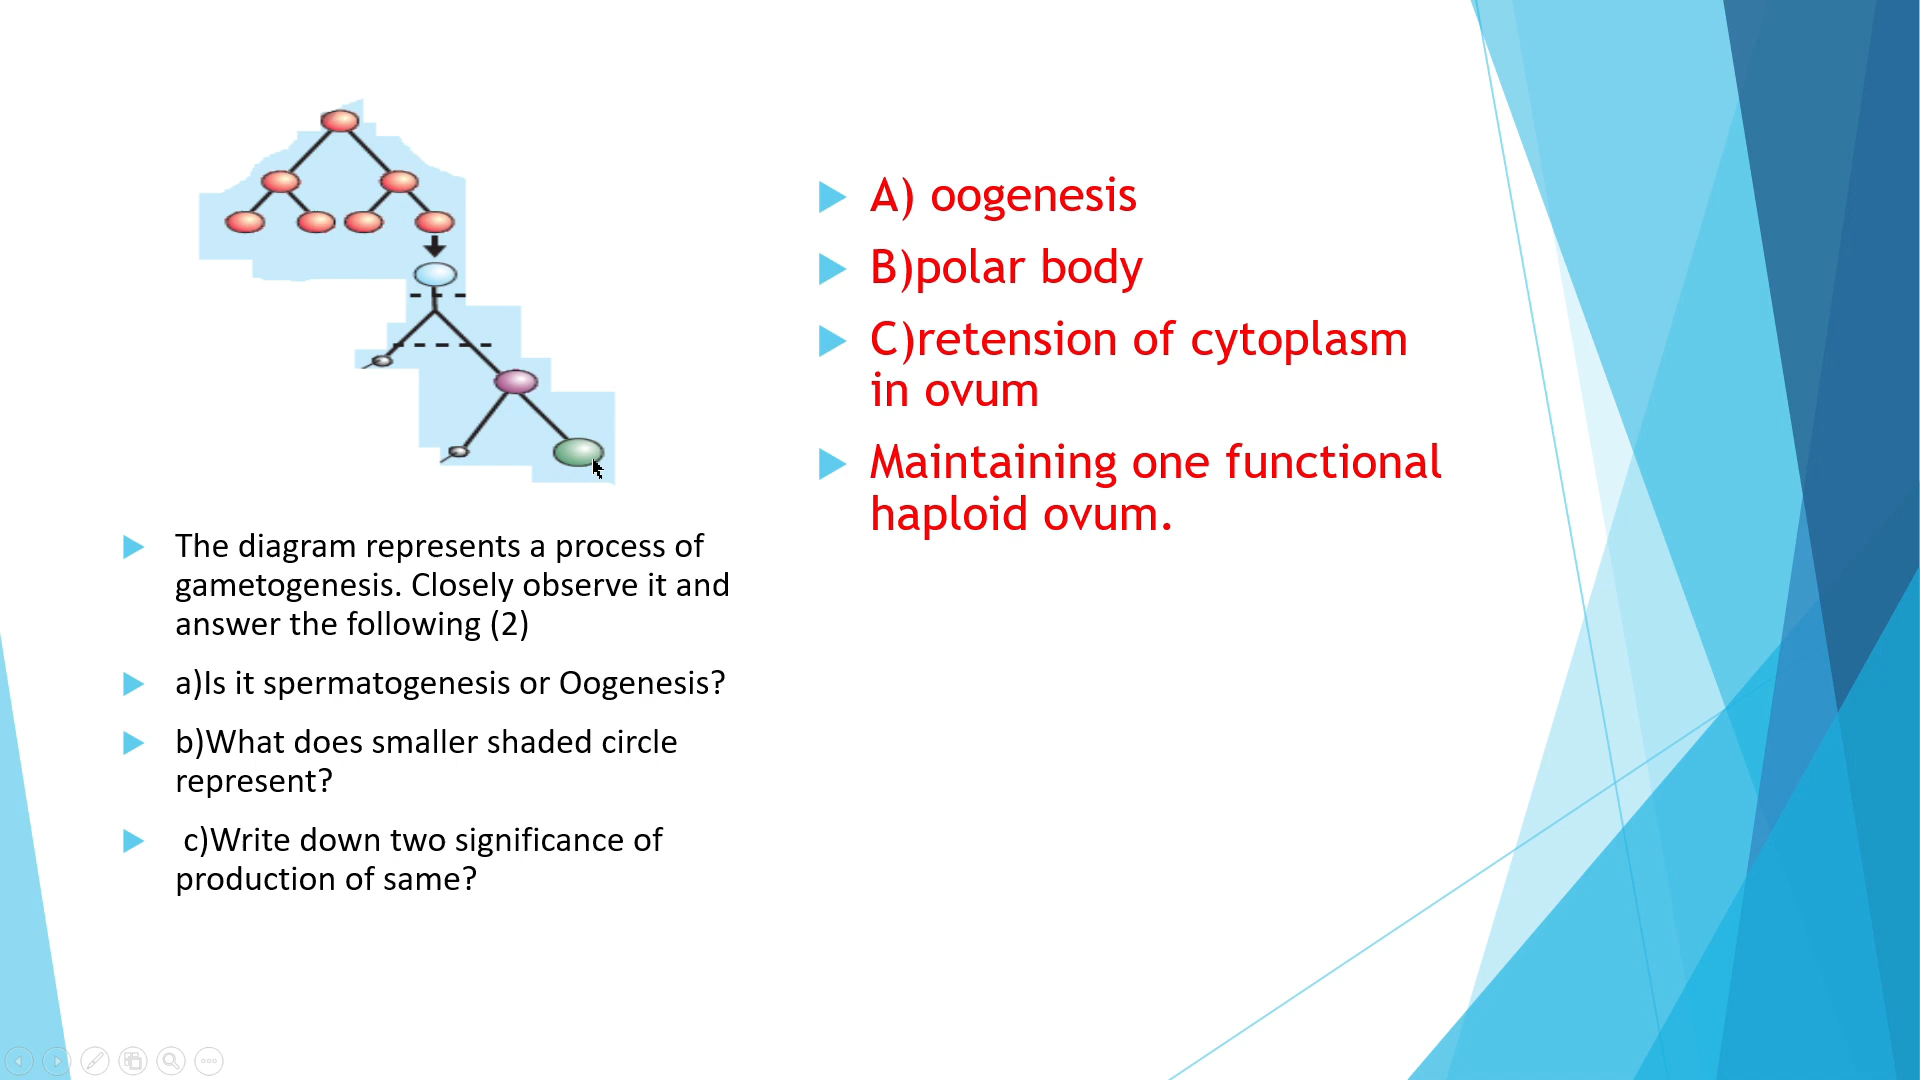 The diagram represents a process of
gametogenesis. Closely observe it and
answer the following (2)
a)Is it spermatogenesis or Oogenesis?
b)What does smaller shaded circle
represent?
c)Write down two significance of
production of same?
A) oogenesis
B)polar body
C)retension of cytoplasm
in ovum
Maintaining one functional
haploid ovum.